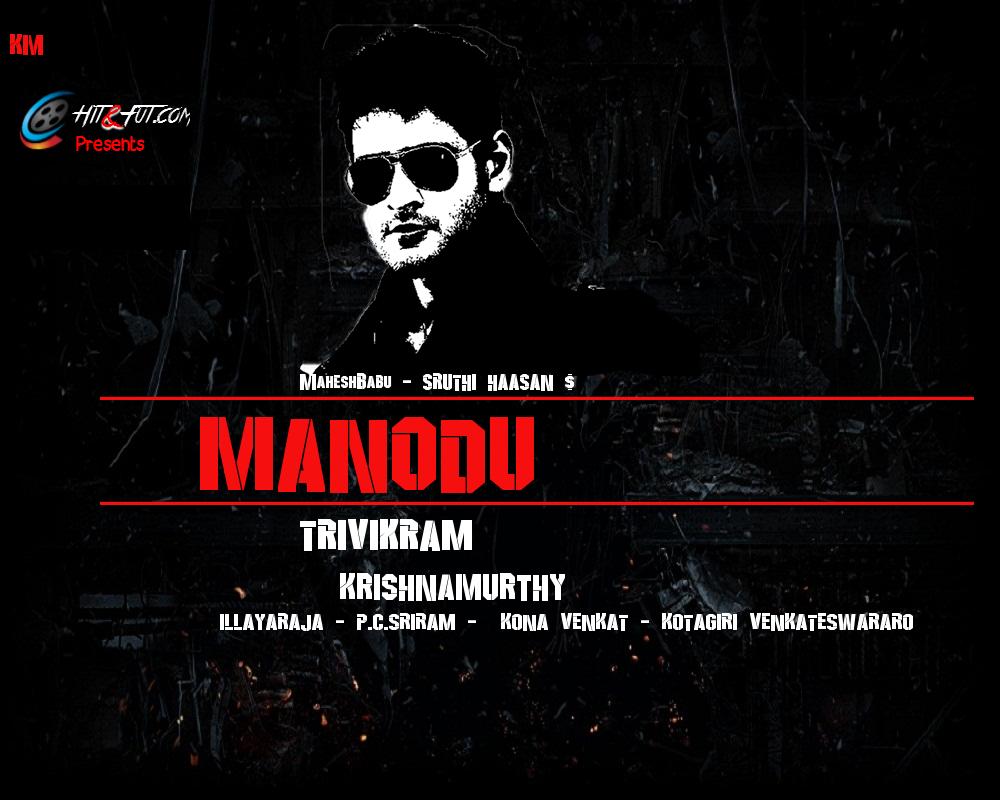 KM
HIT&FUT.COM
Presents
MAHESHBABU - SRUTHI HAASAN $
MANODU
TRIVIKRAM
KRISHNAMURTHY
ILLAYARAJA - P.C.SRIRAM - KONA VENKAT - KOTAGIRI VENKATESWARARO